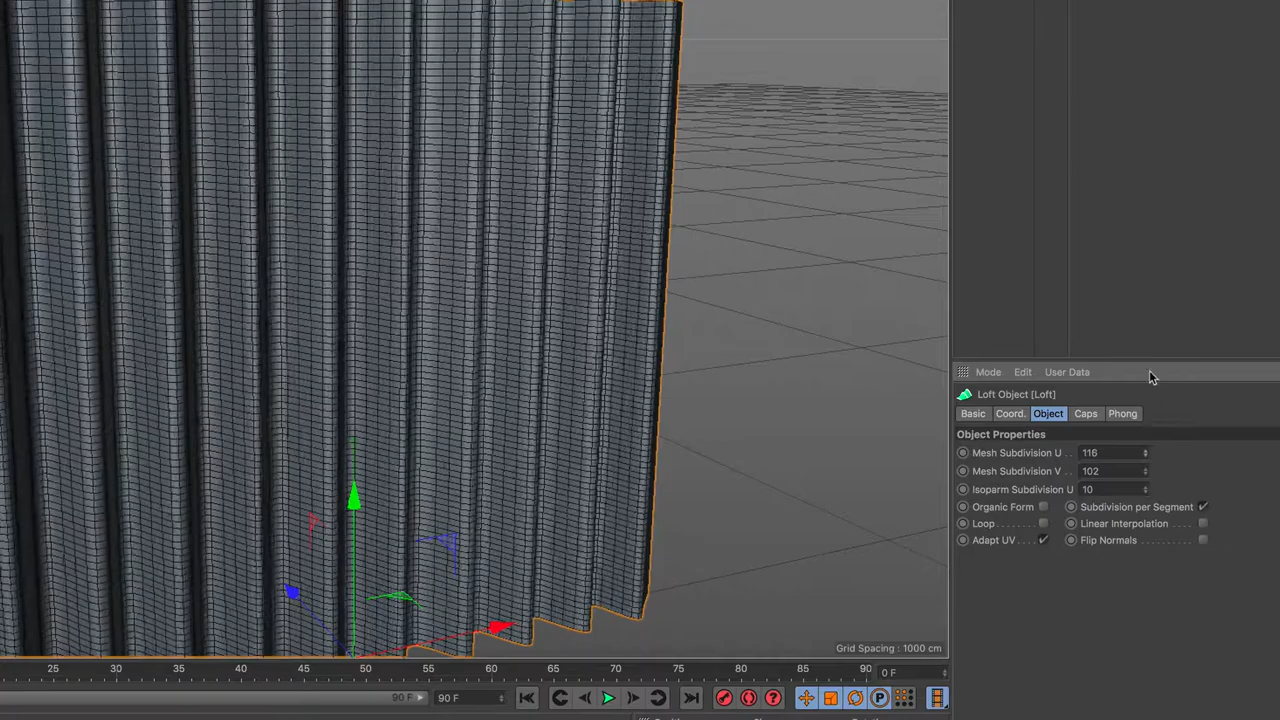 Mode Edit User Data
Loft Object [Loft]
Basic Coord. Object Caps Phong
Object Properties
Mesh Subdivision U . . 116
Mesh Subdivision V . . 102
Isoparm Subdivision U 10
Organic Form Subdivision per Segment
Loop Linear Interpolation
Adapt UV Flip Normals
Grid Spacing : 1000 cm
25 30 35 40 45 50 55 60 65 70 75 80 85 90 0 F
90 F 90 F P